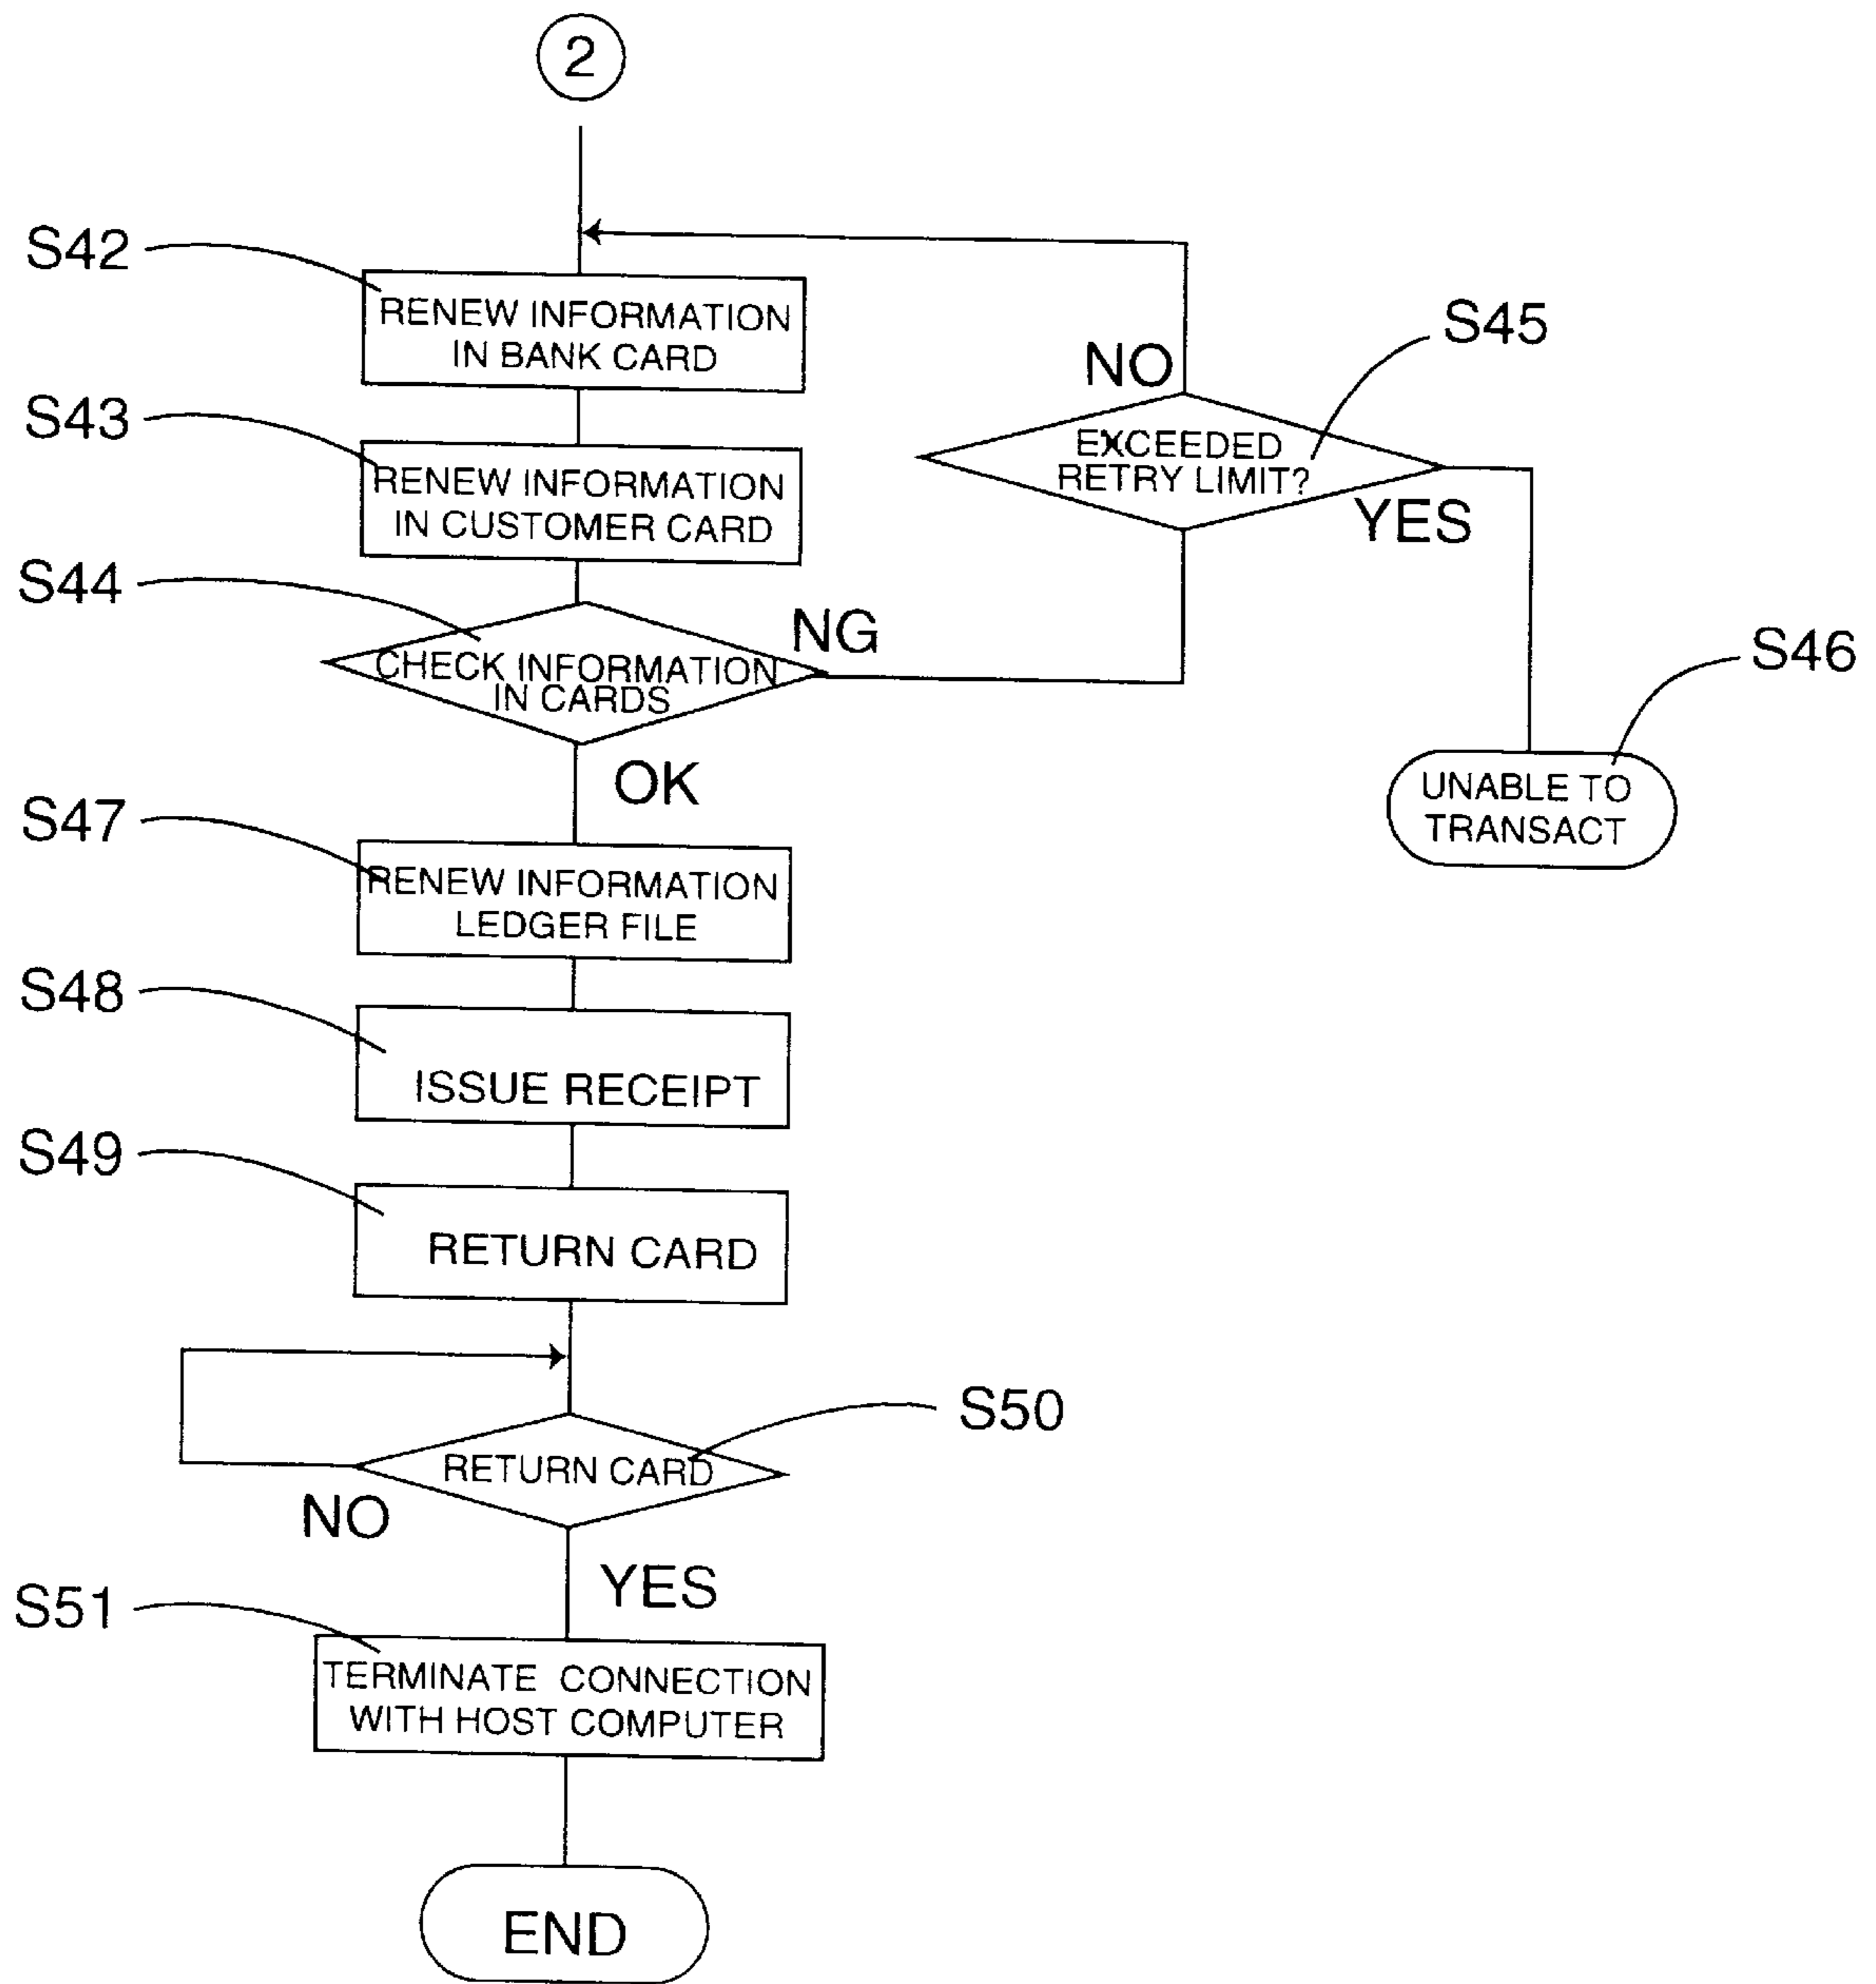 2
S42
RENEW INFORMATION
IN BANK CARD
S45
NO
S43
EXCEEDED
RETRY LIMIT?
RENEW INFORMATION
IN CUSTOMER CARD
YES
S44
NG
CHECK INFORMATION
IN CARDS
S46
OK
UNABLE TO
TRANSACT
S47
RENEW INFORMATION
LEDGER FILE
S48
ISSUE RECEIPT
S49
RETURN CARD
S50
RETURN CARD
NO
YES
S51
TERMINATE CONNECTION
WITH HOST COMPUTER
END